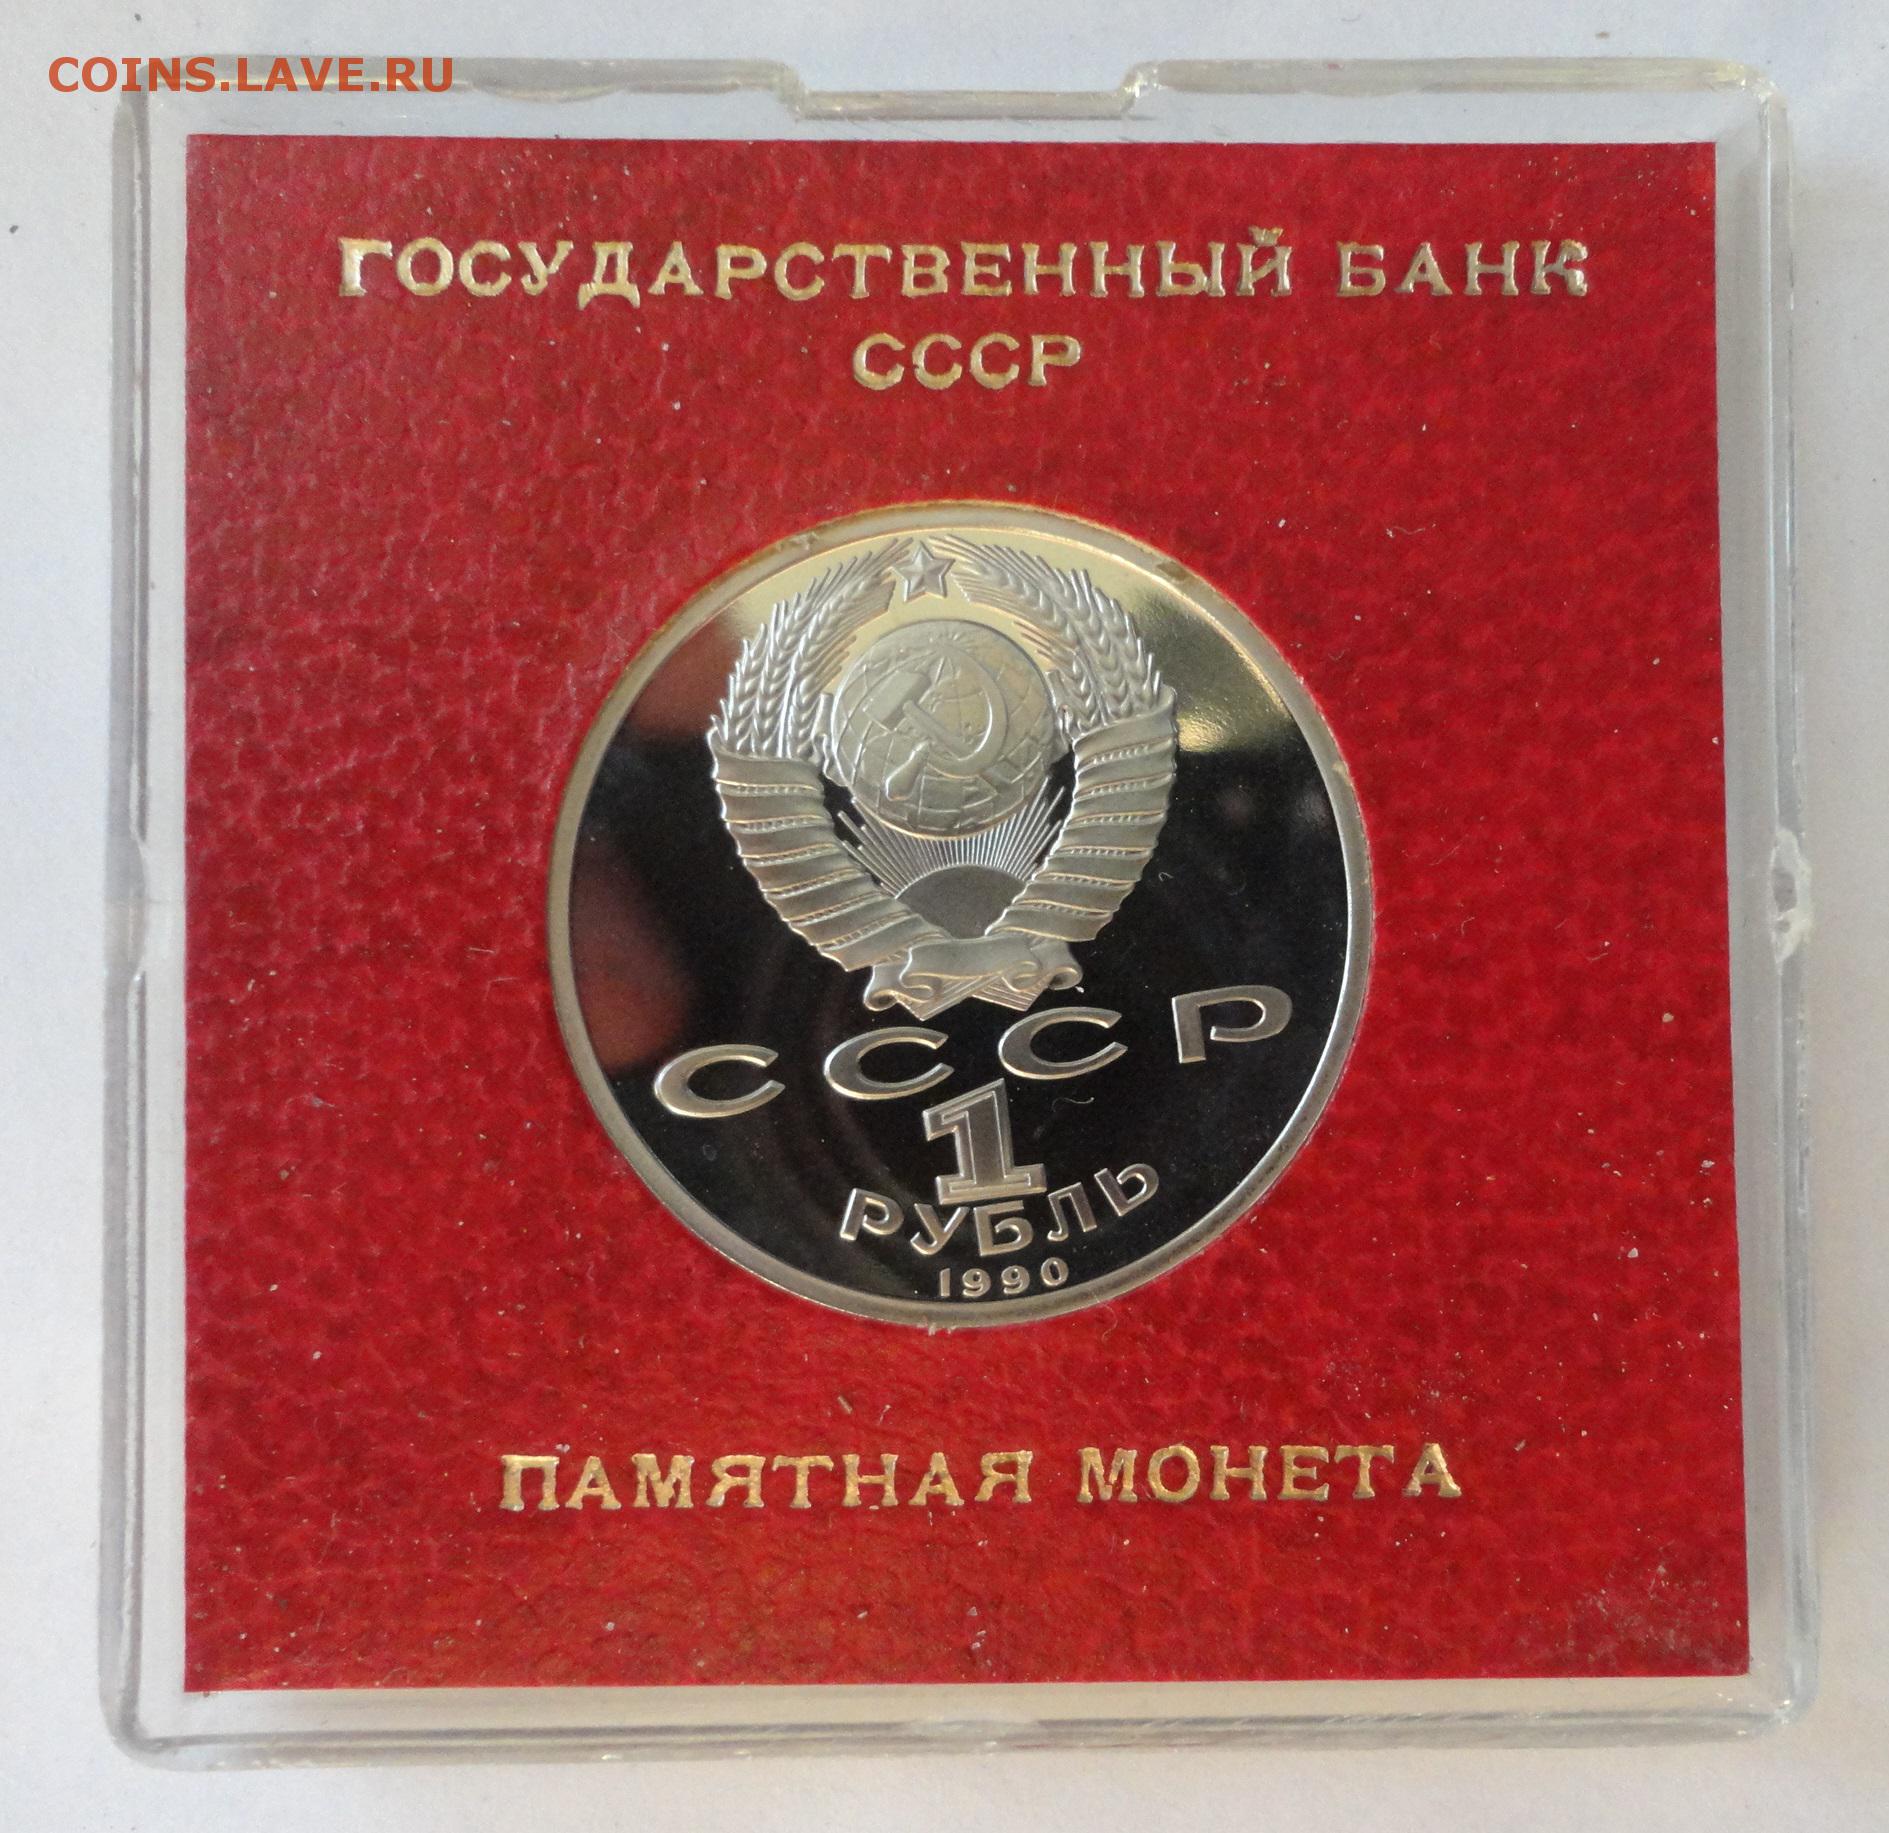 COINS.LAVE.RU
ГОСУДАРСТВЕННЫЙ БАНК
СССР
СССР
1
РУБЛЬ
1990
ПАМЯТНАЯ МОНЕТА